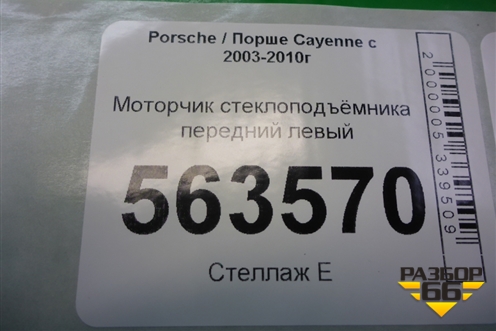 Porsche / Порше Cayenne с
2003-2010г
Моторчик стеклоподъёмника
передний левый
563570
Стеллаж Е
2000005339509
РАЗБОР
66